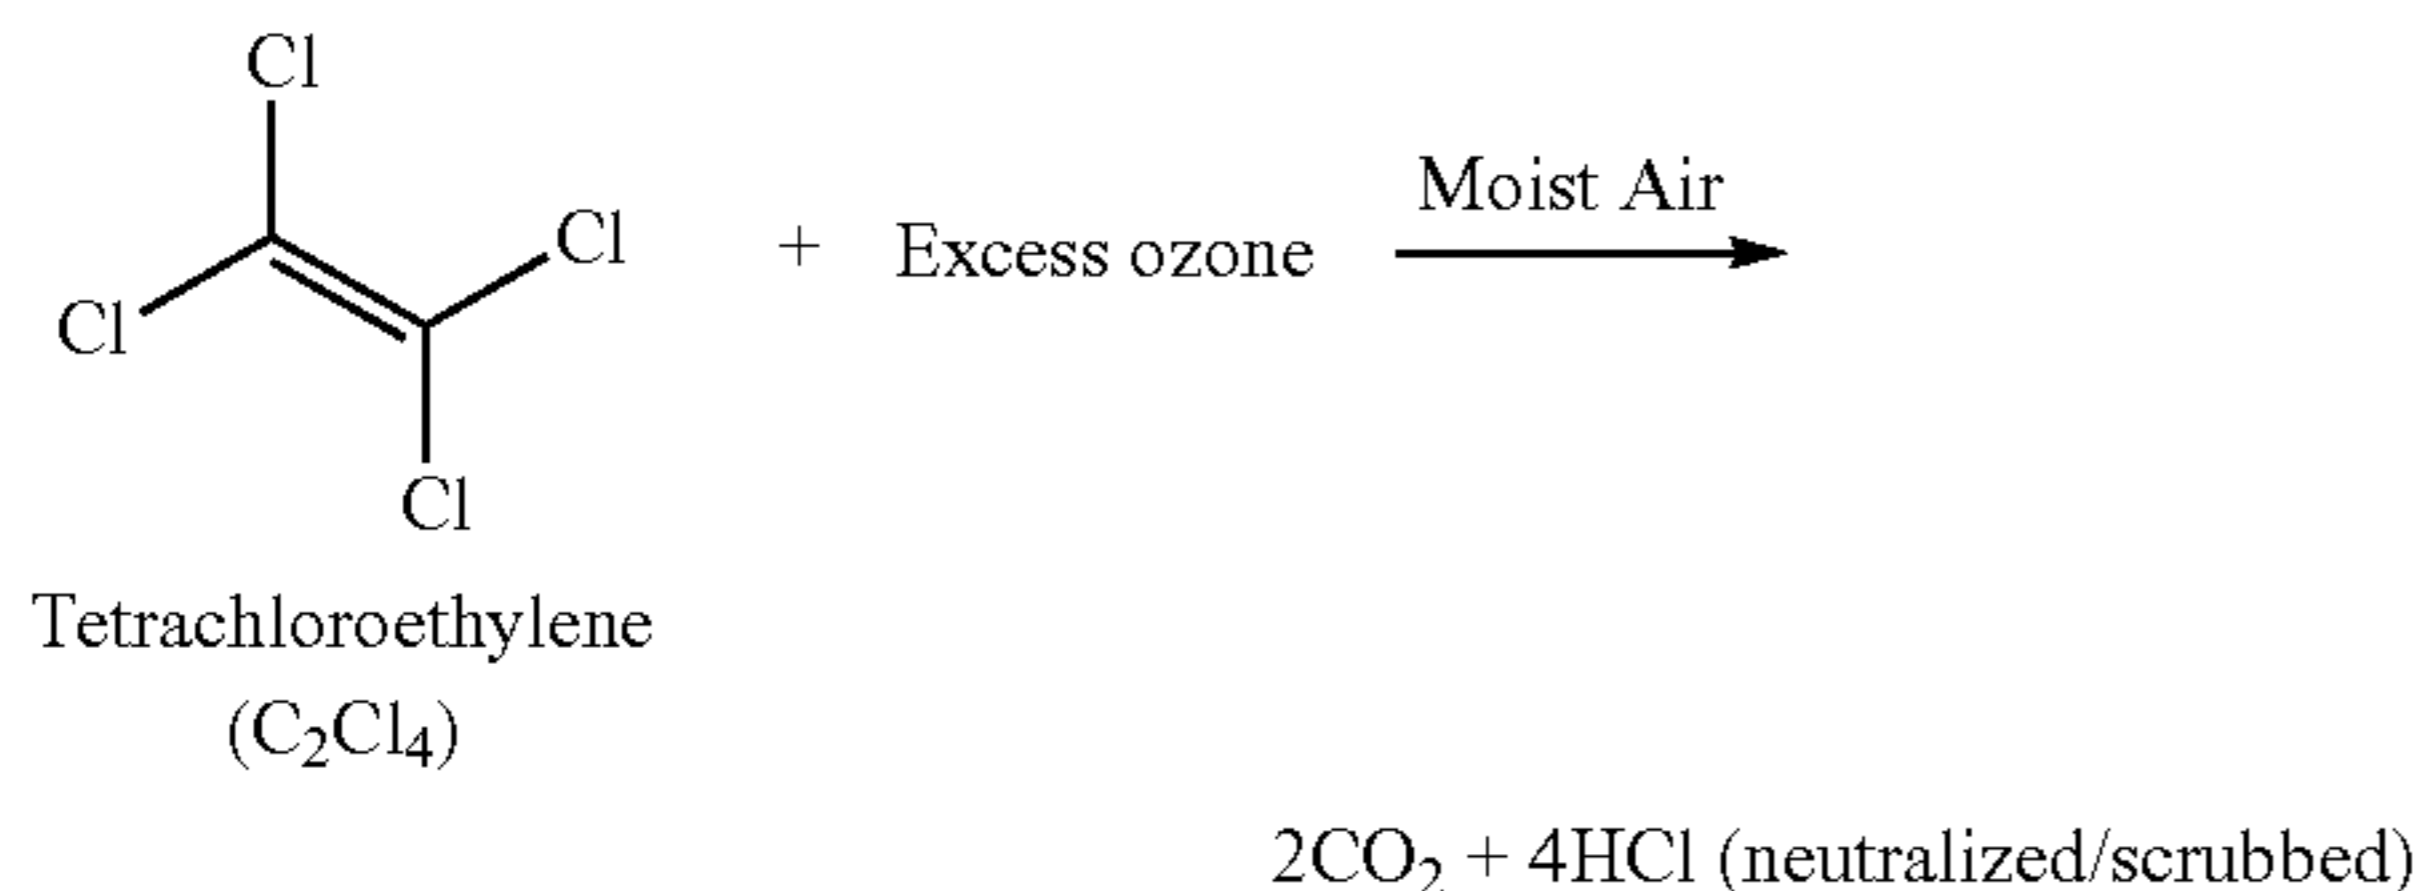 Cl
Moist Air
Cl + Excess ozone
Cl
Cl
Tetrachloroethylene
(C₂Cl₄)
2CO₂ + 4HCl (neutralized/scrubbed)